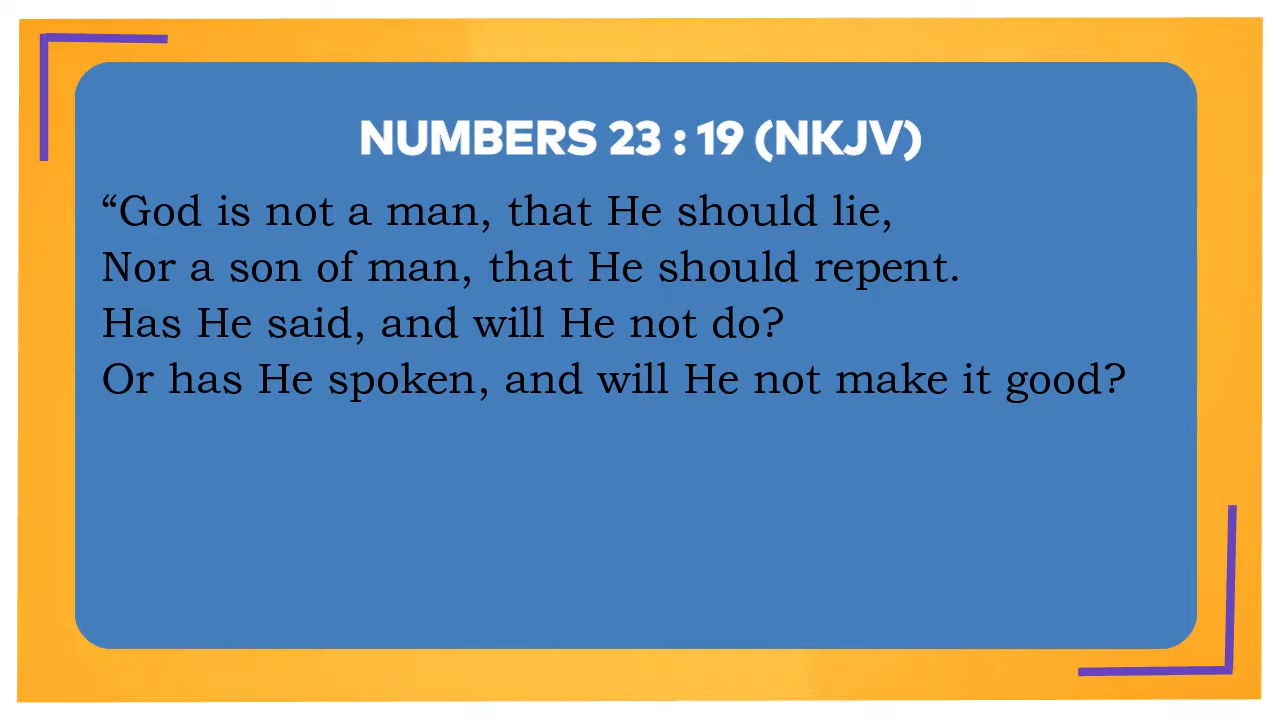 NUMBERS 23 : 19 (NKJV)
“God is not a man, that He should lie,
Nor a son of man, that He should repent.
Has He said, and will He not do?
Or has He spoken, and will He not make it good?